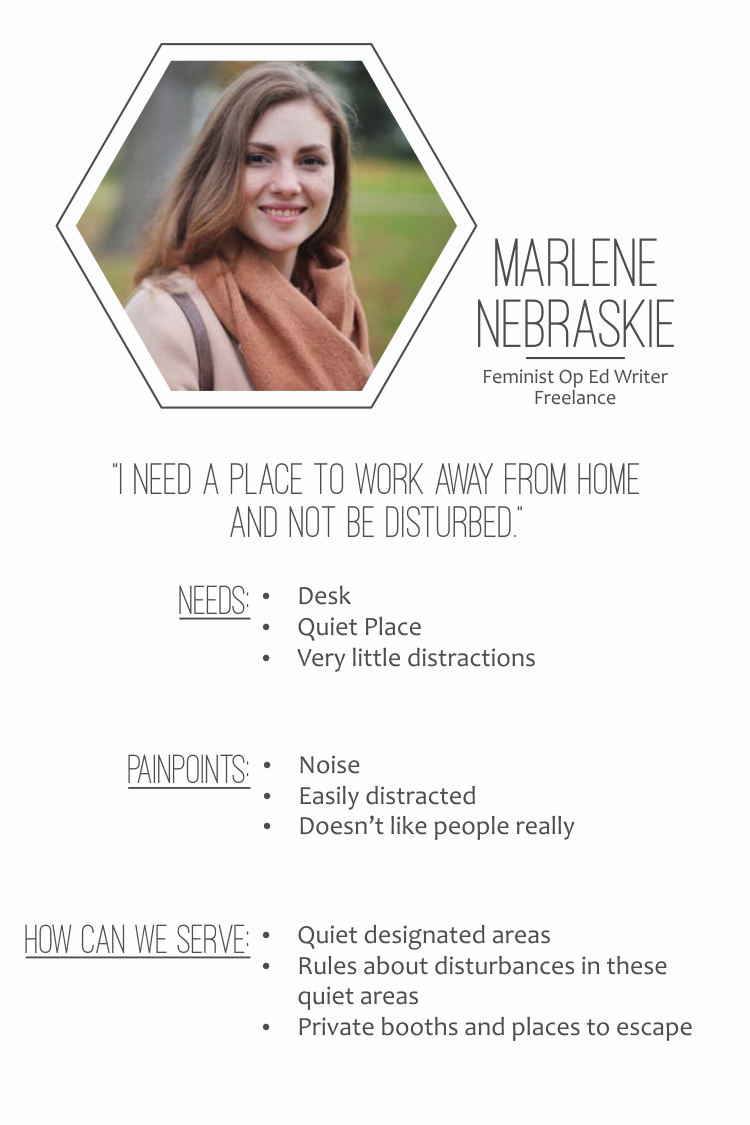 MARLENE
NEBRASKIE
Feminist Op Ed Writer
Freelance
"I NEED A PLACE TO WORK AWAY FROM HOME
AND NOT BE DISTURBED."
NEEDS:
• Desk
• Quiet Place
• Very little distractions
PAINPOINTS:
• Noise
• Easily distracted
• Doesn't like people really
HOW CAN WE SERVE:
• Quiet designated areas
• Rules about disturbances in these
quiet areas
• Private booths and places to escape